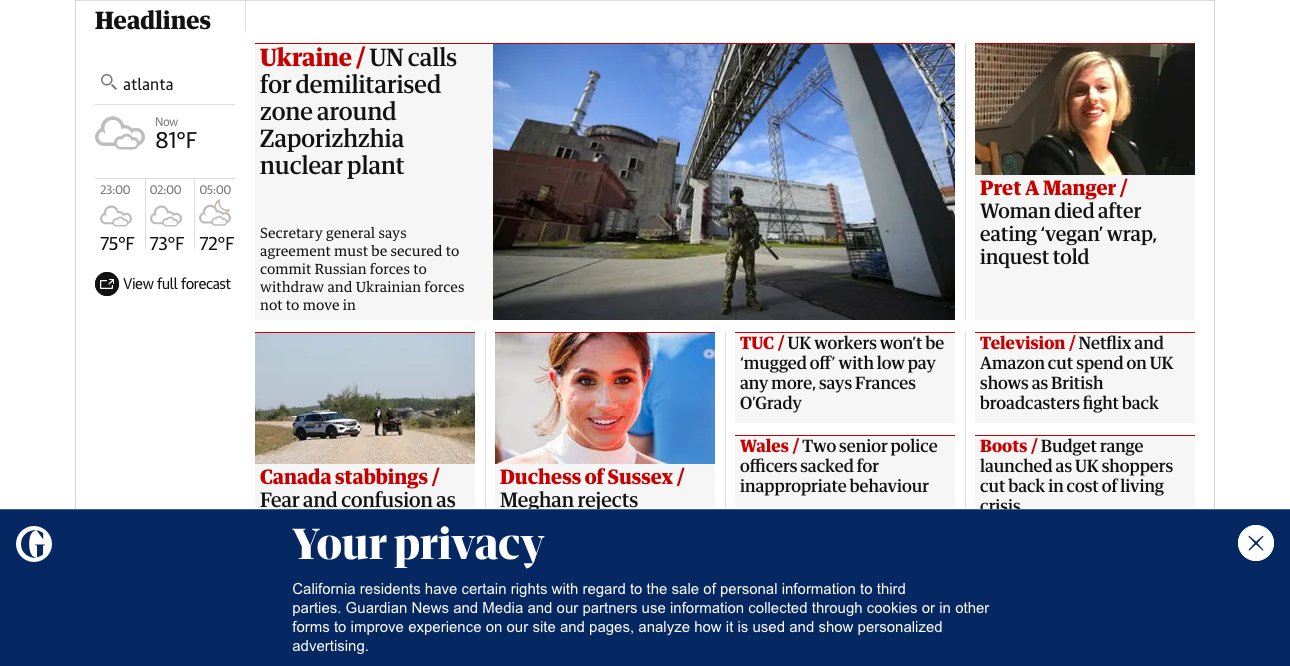 Headlines
atlanta
Now
81°F
23:00
75°F
02:00
73°F
05:00
72°F
View full forecast
Ukraine / UN calls
for demilitarised
zone around
Zaporizhzhia
nuclear plant
Secretary general says
agreement must be secured to
commit Russian forces to
withdraw and Ukrainian forces
not to move in
Pret A Manger /
Woman died after
eating ‘vegan’ wrap,
inquest told
Canada stabbings /
Fear and confusion as
Duchess of Sussex /
Meghan rejects
TUC / UK workers won’t be
‘mugged off’ with low pay
any more, says Frances
O’Grady
Wales / Two senior police
officers sacked for
inappropriate behaviour
Television / Netflix and
Amazon cut spend on UK
shows as British
broadcasters fight back
Boots / Budget range
launched as UK shoppers
cut back in cost of living
crisis
Your privacy
California residents have certain rights with regard to the sale of personal information to third
parties. Guardian News and Media and our partners use information collected through cookies or in other
forms to improve experience on our site and pages, analyze how it is used and show personalized
advertising.